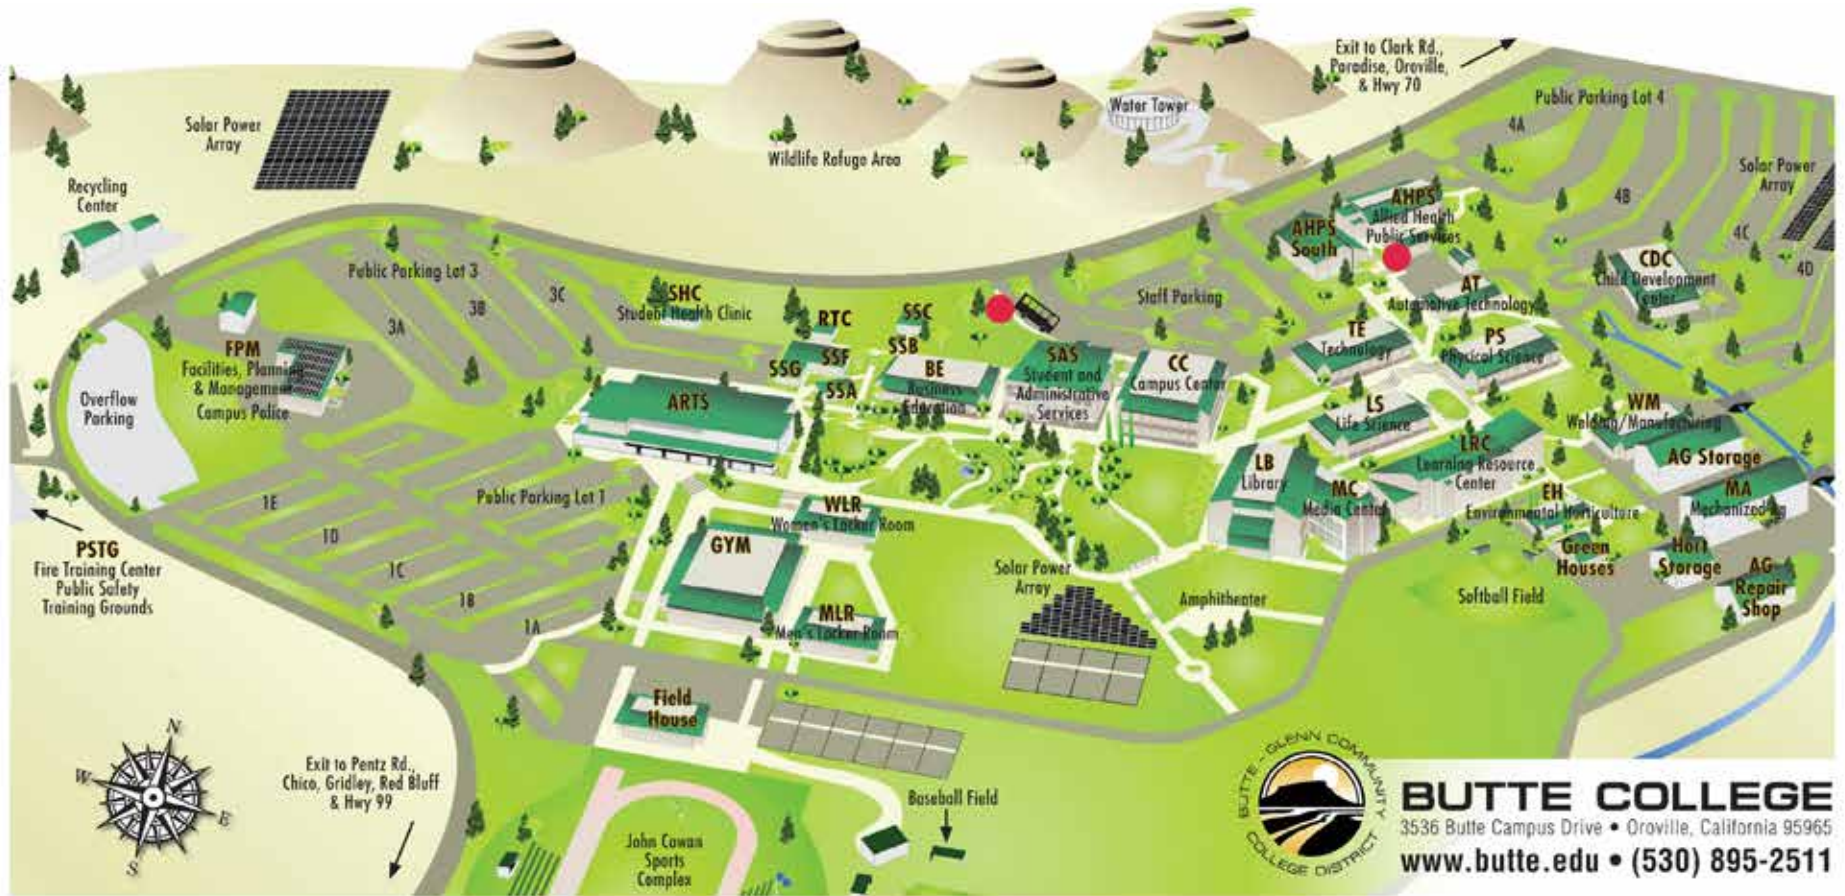 Exit to Clark Rd.,
Paradise, Oroville,
& Hwy 70
Public Parking Lot 4
4A
Water Tower
Solar Power
Array
Wildlife Refuge Area
Solar Power
Array
Recycling
Center
4B
4C
4D
AHPS
Allied Health
Public Services
AHPS
South
CDC
Child Development
Center
Public Parking Lot 3
3A
3B
3C
SHC
Student Health Clinic
RTC
SSC
Staff Parking
AT
Automotive Technology
TE
Technology
PS
Physical Science
FPM
Facilities, Planning
& Management
Campus Police
Overflow
Parking
SSG
SSF
SSB
SSA
BE
Business
Education
SAS
Student and
Administrative
Services
CC
Campus Center
ARTS
LS
Life Science
WM
Welding/Manufacturing
LRC
Learning Resource
Center
AG Storage
LB
Library
MC
Media Center
EH
Environmental Horticulture
MA
Mechanized Ag
Public Parking Lot 1
1E
1D
1C
1B
1A
WLR
Women's Locker Room
GYM
MLR
Men's Locker Room
PSTG
Fire Training Center
Public Safety
Training Grounds
Solar Power
Array
Amphitheater
Softball Field
Green
Houses
Hort
Storage
AG
Repair
Shop
Field
House
N
W
E
S
Exit to Pentz Rd.,
Chico, Gridley, Red Bluff
& Hwy 99
Baseball Field
John Cowan
Sports
Complex
BUTTE - GLENN COMMUNITY
COLLEGE DISTRICT
BUTTE COLLEGE
3536 Butte Campus Drive • Oroville, California 95965
www.butte.edu • (530) 895-2511